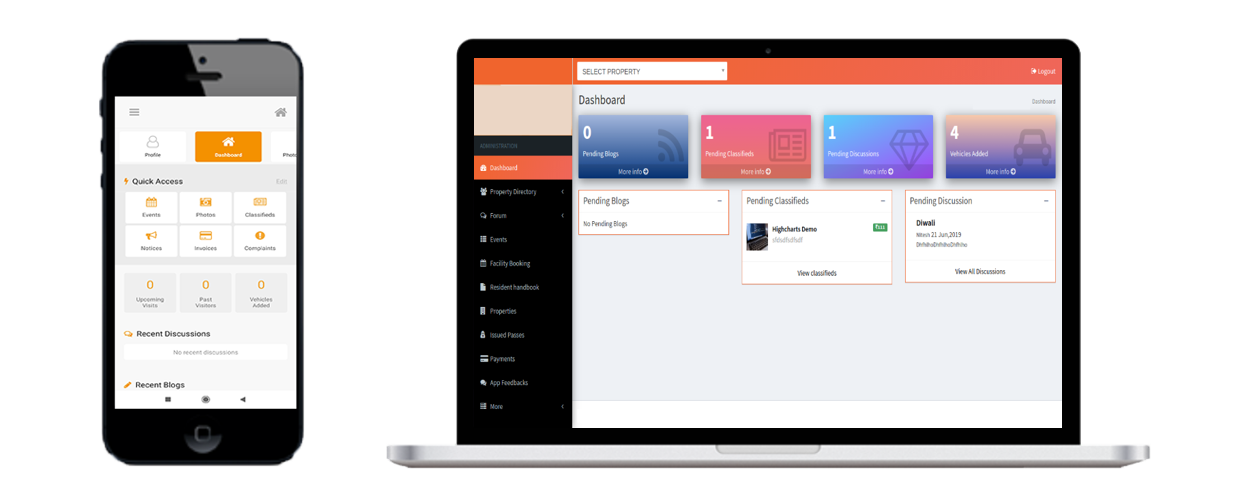 Profile
Dashboard
Phot
Quick Access
Edit
Events
Photos
Classifieds
Notices
Invoices
Complaints
0
0
0
Upcoming
Visits
Past
Visitors
Vehicles
Added
Recent Discussions
No recent discussions
Recent Blogs
SELECT PROPERTY
Logout
Dashboard
Dashboard
ADMINISTRATION
Dashboard
Property Directory
Forum
Events
Facility Booking
Resident handbook
Properties
Issued Passes
Payments
App Feedbacks
More
0
Pending Blogs
More info
1
Pending Classifieds
More info
1
Pending Discussions
More info
4
Vehicles Added
More info
Pending Blogs
No Pending Blogs
Pending Classifieds
Highcharts Demo
View classifieds
Pending Discussion
Diwali
Nitesh 21 Jun,2019
View All Discussions